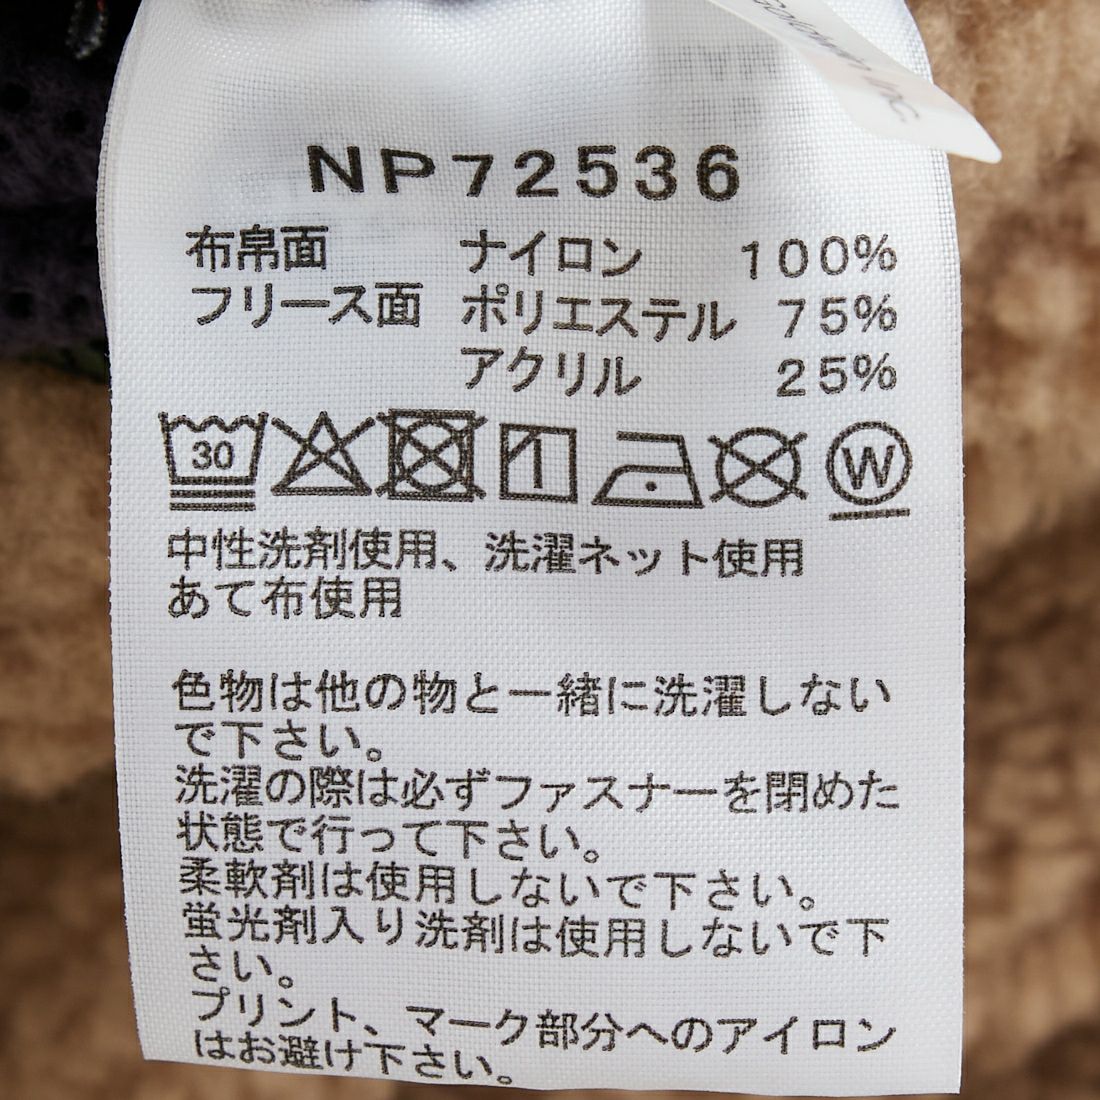 Inc.
NP72536
布帛面 ナイロン 100%
フリース面 ポリエステル 75%
アクリル 25%
30 W
中性洗剤使用、洗濯ネット使用
あて布使用
色物は他の物と一緒に洗濯しない
で下さい。
洗濯の際は必ずファスナーを閉めた
状態で行って下さい。
柔軟剤は使用しないで下さい。
蛍光剤入り洗剤は使用しないで下
さい。
プリント、マーク部分へのアイロン
はお避け下さい。